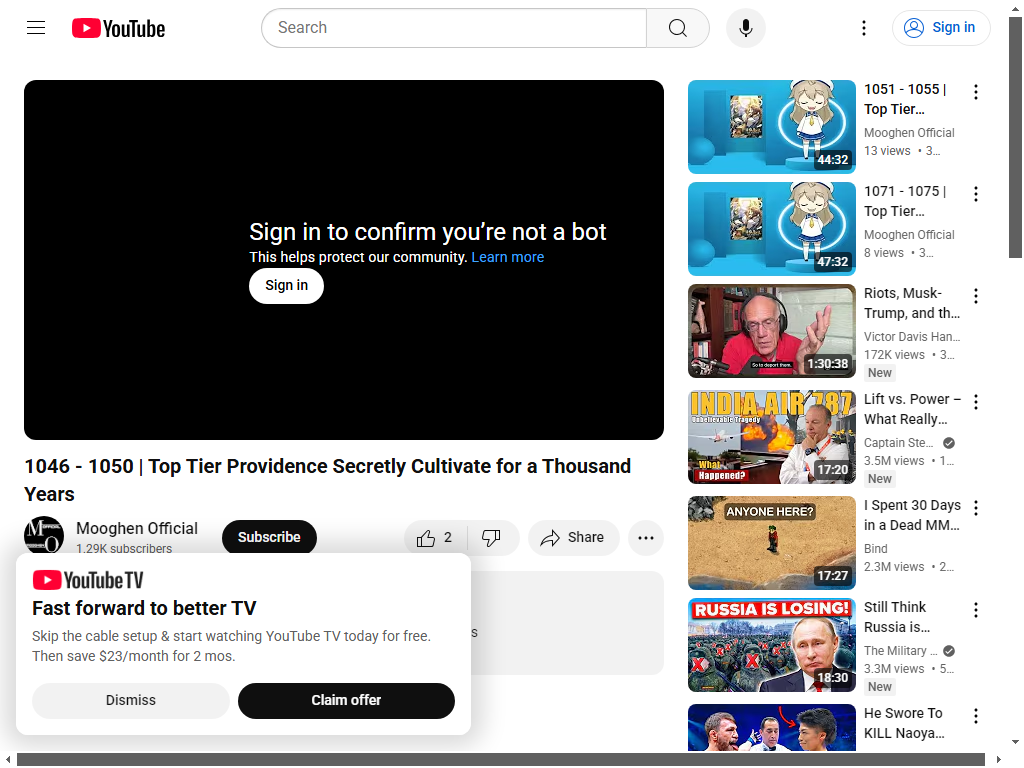 YouTube
Search
Sign in
Sign in to confirm you’re not a bot
This helps protect our community. Learn more
Sign in
1046 - 1050 | Top Tier Providence Secretly Cultivate for a Thousand
Years
Mooghen Official
1.29K subscribers
Subscribe
2
Share
s
YouTube TV
Fast forward to better TV
Skip the cable setup & start watching YouTube TV today for free.
Then save $23/month for 2 mos.
Dismiss
Claim offer
44:32
1051 - 1055 |
Top Tier…
Mooghen Official
13 views • 3…
47:32
1071 - 1075 |
Top Tier…
Mooghen Official
8 views • 3…
So to deport them.
1:30:38
Riots, Musk-
Trump, and th…
Victor Davis Han…
172K views • 3…
New
INDIA AIR 787
Unbelievable Tragedy
What
Happened?
17:20
Lift vs. Power –
What Really…
Captain Ste…
3.5M views • 1…
New
ANYONE HERE?
17:27
I Spent 30 Days
in a Dead MM…
Bind
2.3M views • 2…
RUSSIA IS LOSING!
18:30
Still Think
Russia is…
The Military …
3.3M views • 5…
New
He Swore To
KILL Naoya…